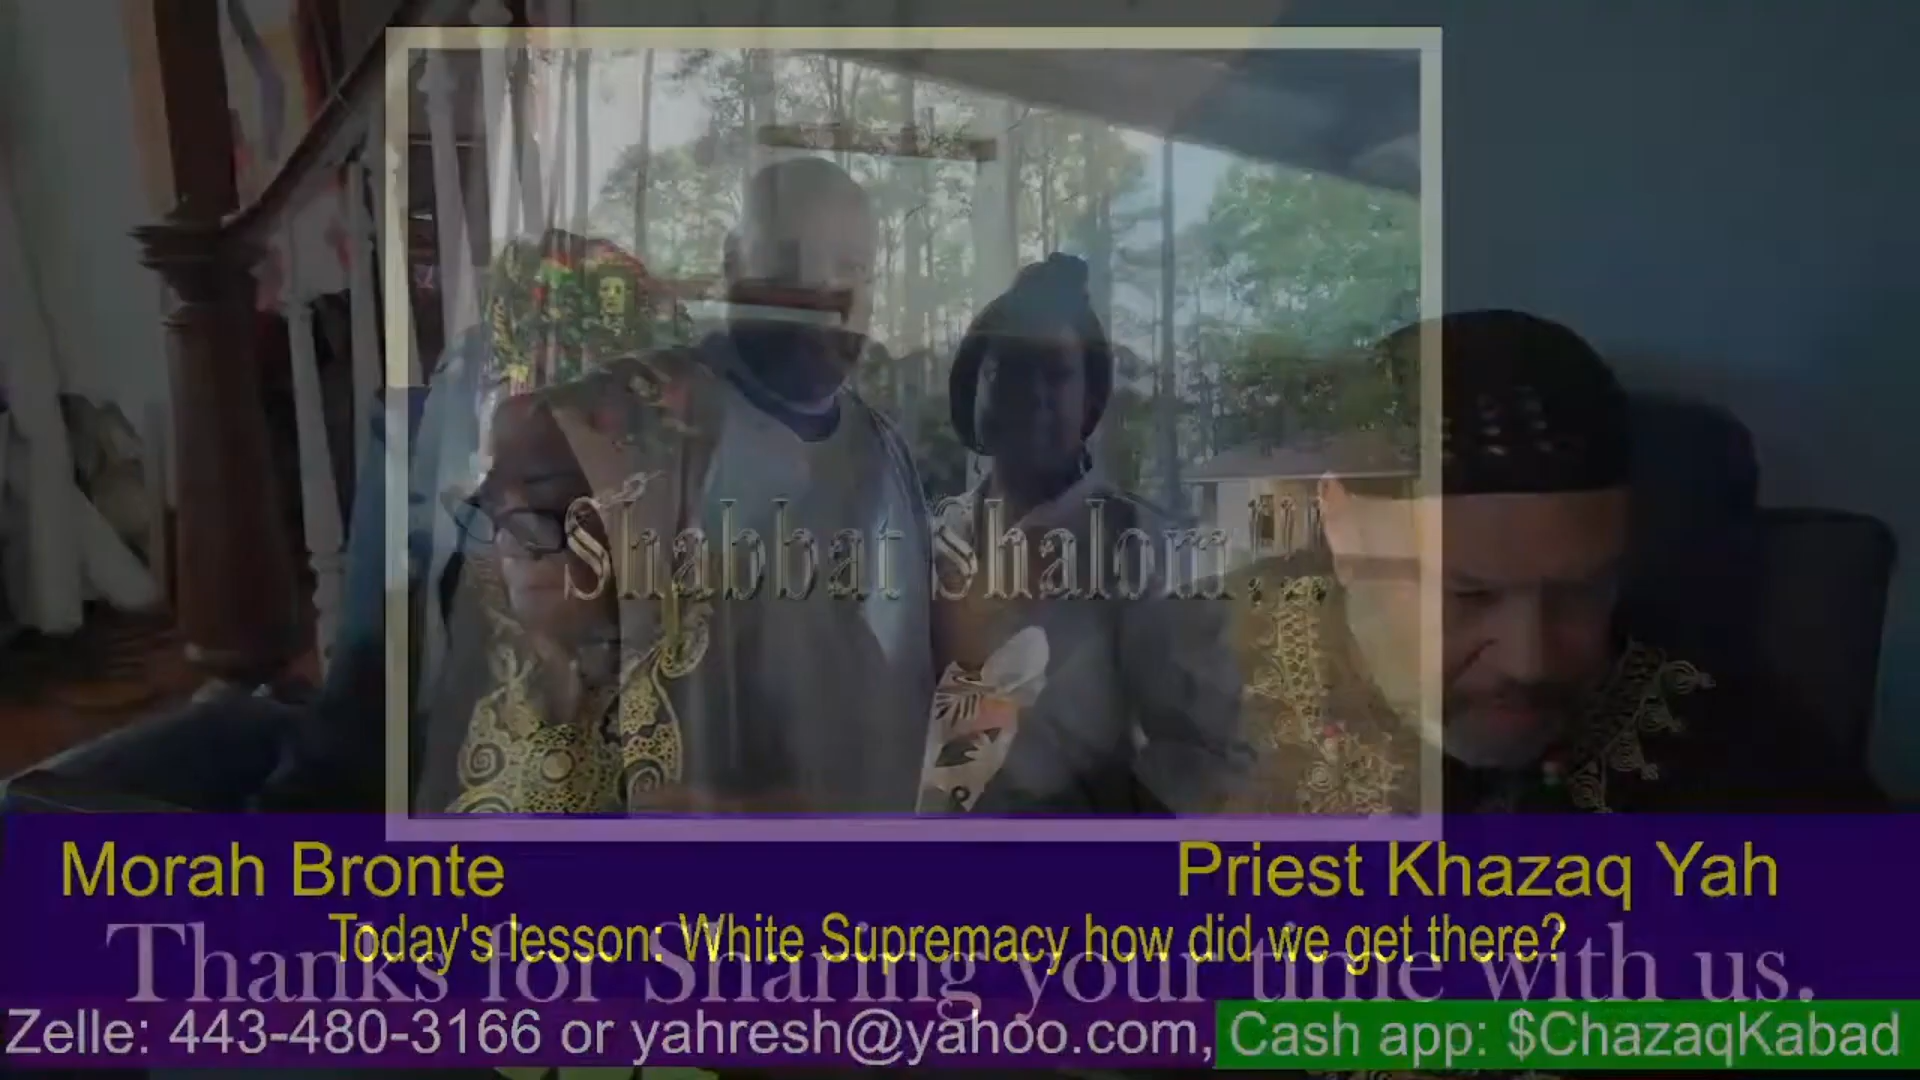 Shabbat Shalom!!!
Morah Bronte
Priest Khazaq Yah
Today's lesson: White Supremacy how did we get there?
Thanks for Sharing your time with us.
Zelle: 443-480-3166 or yahresh@yahoo.com, Cash app: $ChazaqKabad